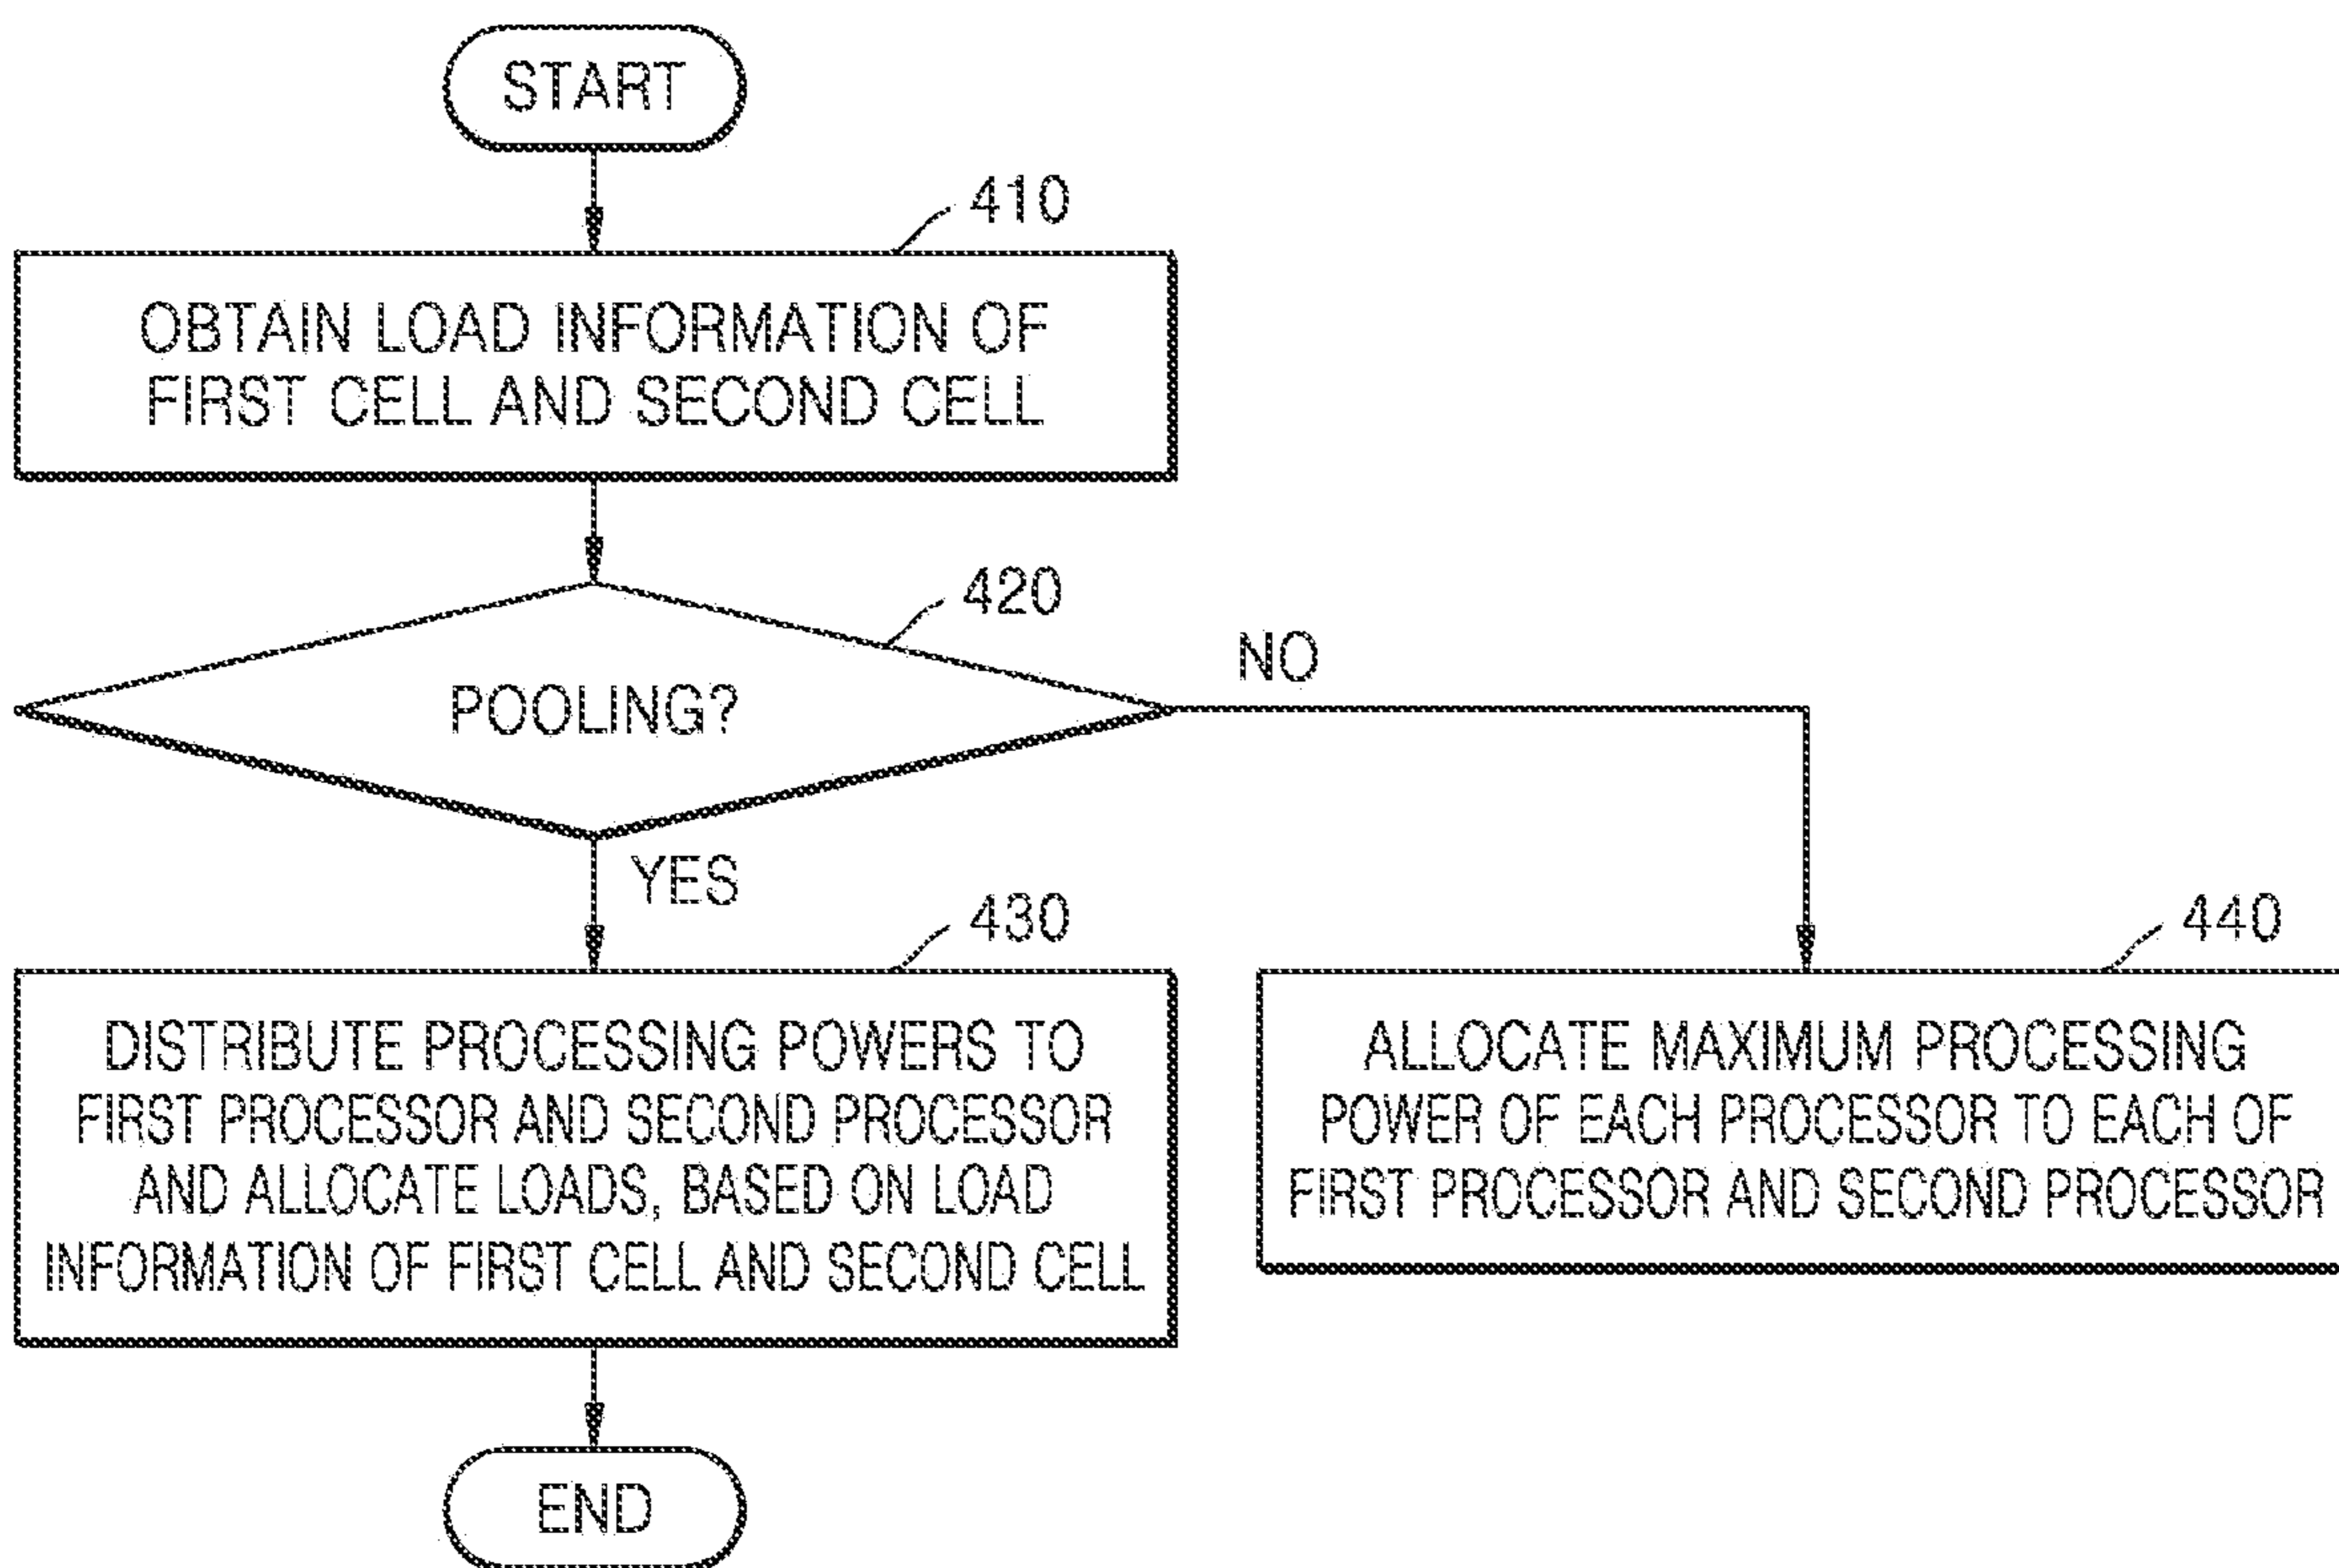 START
410
OBTAIN LOAD INFORMATION OF
FIRST CELL AND SECOND CELL
420
POOLING?
NO
YES
430
DISTRIBUTE PROCESSING POWERS TO
FIRST PROCESSOR AND SECOND PROCESSOR
AND ALLOCATE LOADS, BASED ON LOAD
INFORMATION OF FIRST CELL AND SECOND CELL
440
ALLOCATE MAXIMUM PROCESSING
POWER OF EACH PROCESSOR TO EACH OF
FIRST PROCESSOR AND SECOND PROCESSOR
END